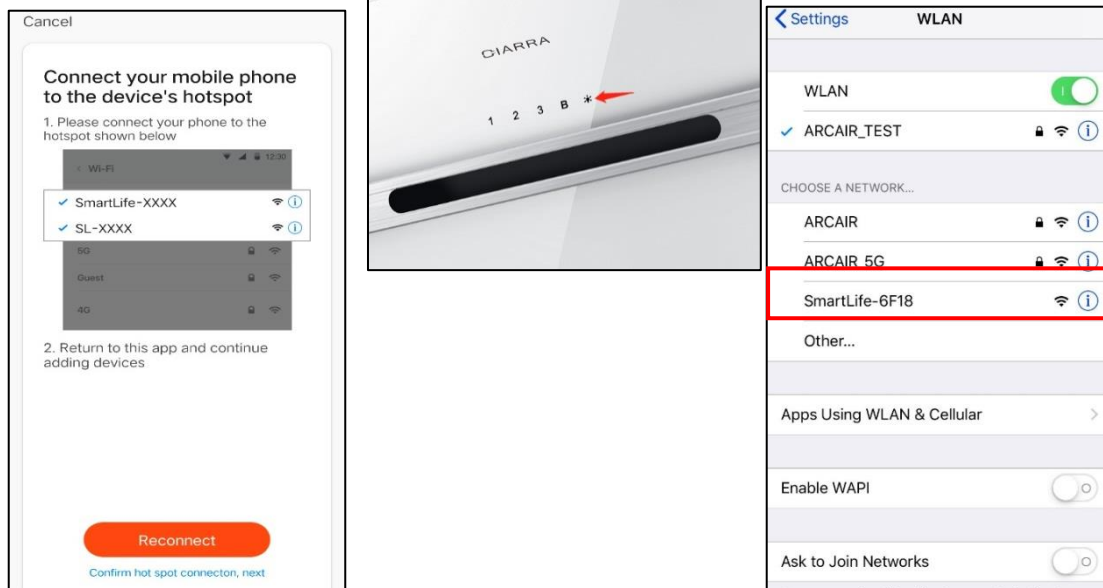 Cancel
Connect your mobile phone
to the device's hotspot
1. Please connect your phone to the
hotspot shown below
12:30
Wi-Fi
SmartLife-XXXX
SL-XXXX
5G
Guest
4G
2. Return to this app and continue
adding devices
Reconnect
Confirm hot spot connecton, next
CIARRA
1 2 3 B *
Settings WLAN
WLAN
ARCAIR_TEST
CHOOSE A NETWORK...
ARCAIR
ARCAIR_5G
SmartLife-6F18
Other...
Apps Using WLAN & Cellular
Enable WAPI
Ask to Join Networks